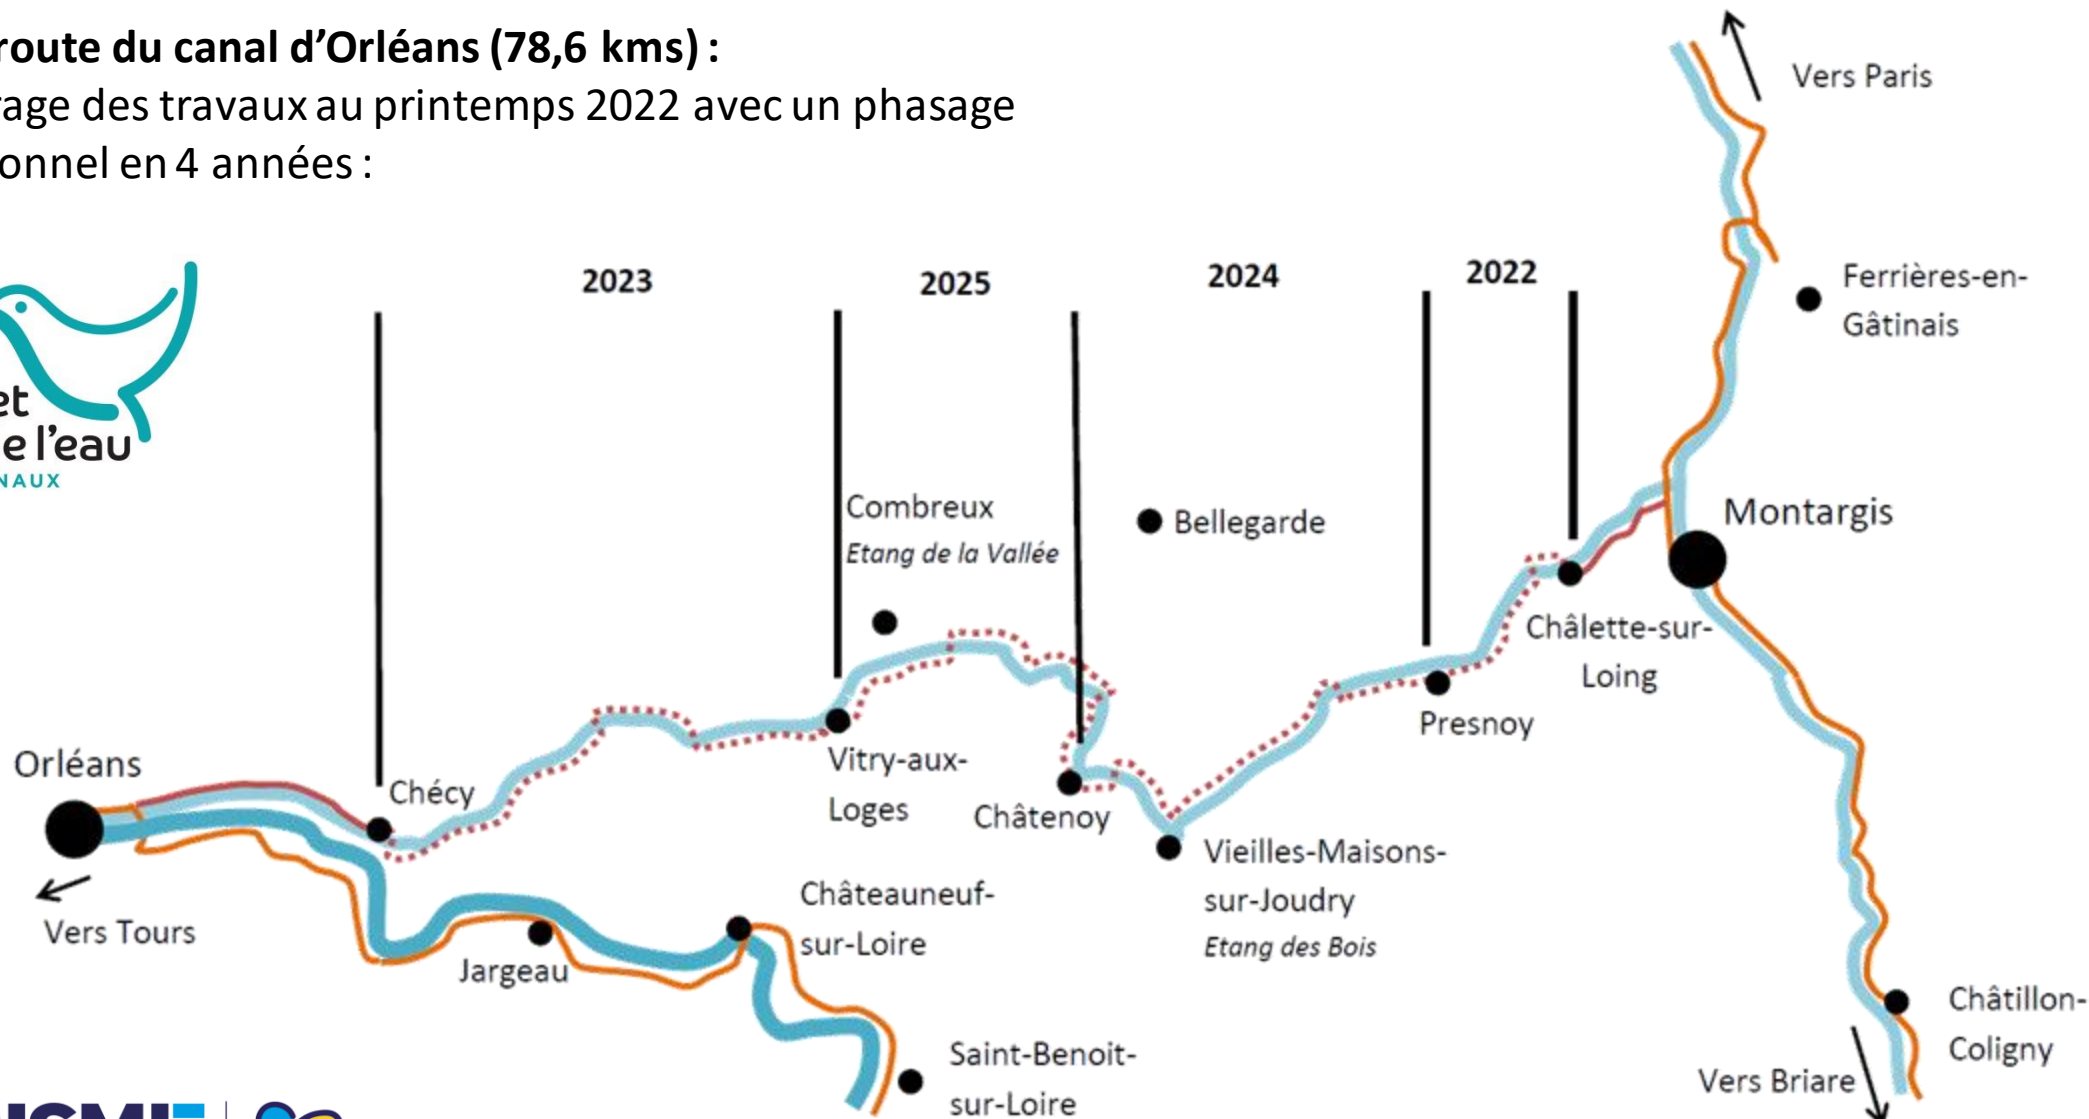 route du canal d'Orléans (78,6 kms) :
rage des travaux au printemps 2022 avec un phasage
onnel en 4 années :
Vers Paris
2023
2025
2024
2022
Ferrières-en-
Gâtinais
et
e l'eau
NAUX
Combreux
Etang de la Vallée
Bellegarde
Montargis
Châlette-sur-
Loing
Presnoy
Orléans
Chécy
Vitry-aux-
Loges
Châtenoy
Vieilles-Maisons-
sur-Joudry
Etang des Bois
Vers Tours
Châteauneuf-
sur-Loire
Jargeau
Châtillon-
Coligny
Saint-Benoit-
sur-Loire
Vers Briare